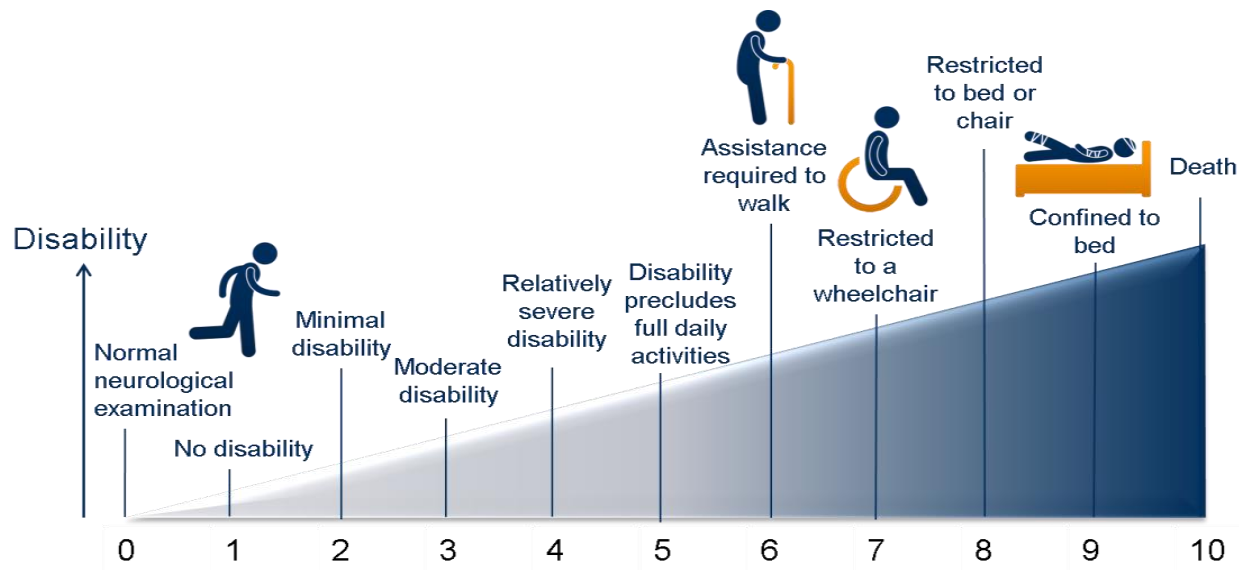 Disability
Normal
neurological
examination
No disability
Minimal
disability
Moderate
disability
Relatively
severe
disability
Disability
precludes
full daily
activities
Assistance
required to
walk
Restricted
to a
wheelchair
Restricted
to bed or
chair
Confined to
bed
Death
0 1 2 3 4 5 6 7 8 9 10